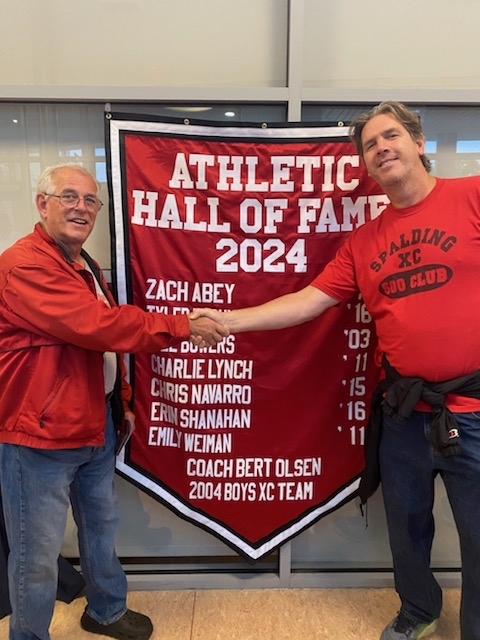 ATHLETIC
HALL OF FAME
2024
ZACH ABEY
'16
BOWERS '03
CHARLIE LYNCH '11
CHRIS NAVARRO '15
ERIN SHANAHAN '16
EMILY WEIMAN '11
COACH BERT OLSEN
2004 BOYS XC TEAM
SPALDING
XC
500 CLUB